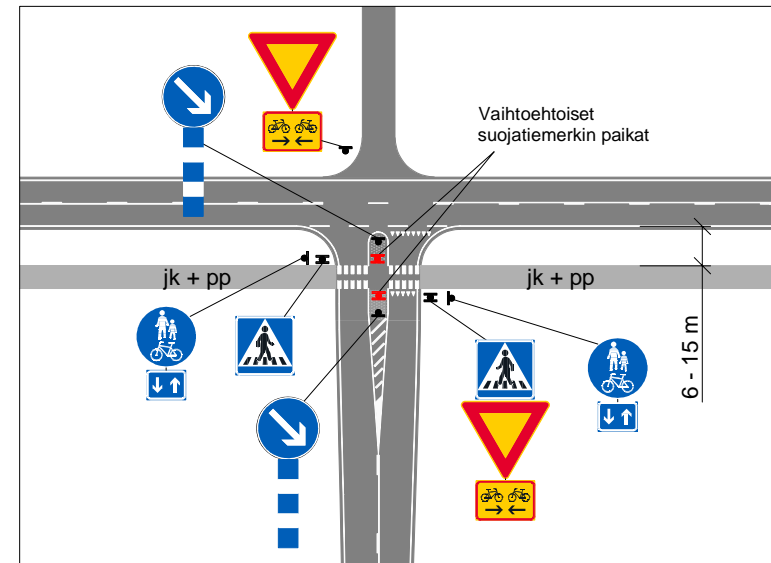 Vaihtoehtoiset
suojatiemerkin paikat
jk + pp
jk + pp
6 - 15 m